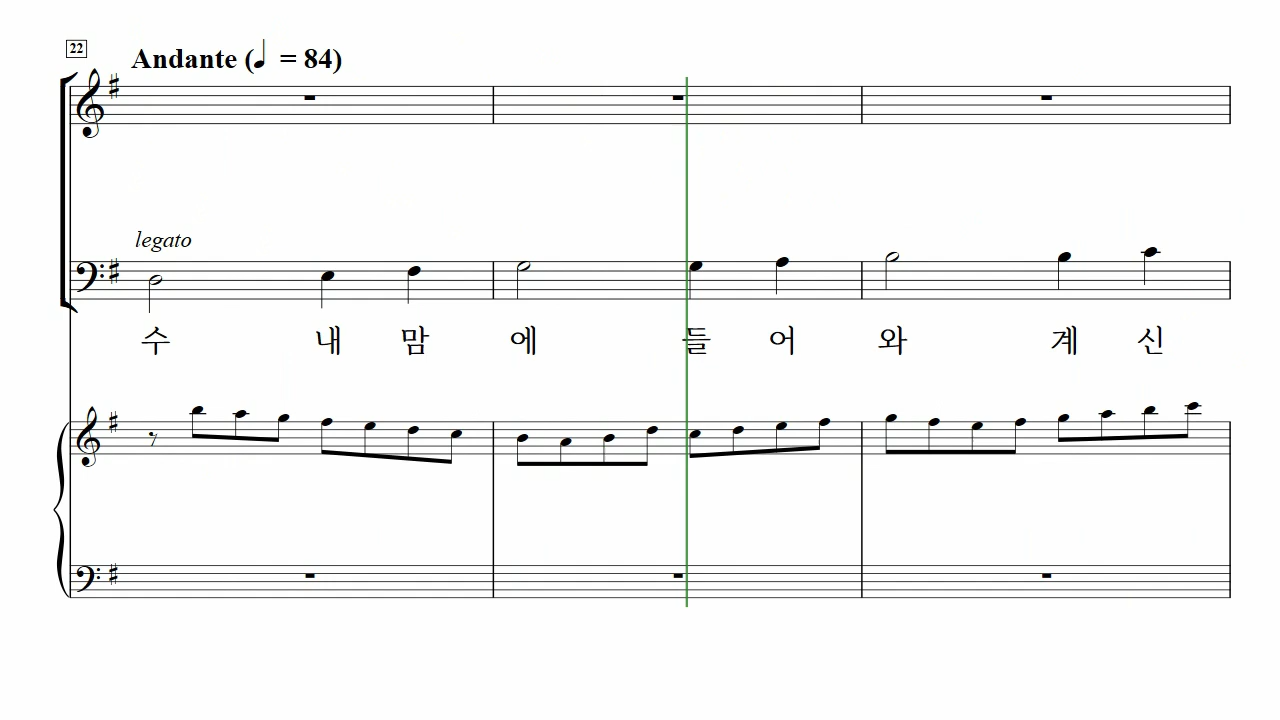 22
Andante (♩ = 84)
legato
수 내 맘 에 들 어 와 계 신